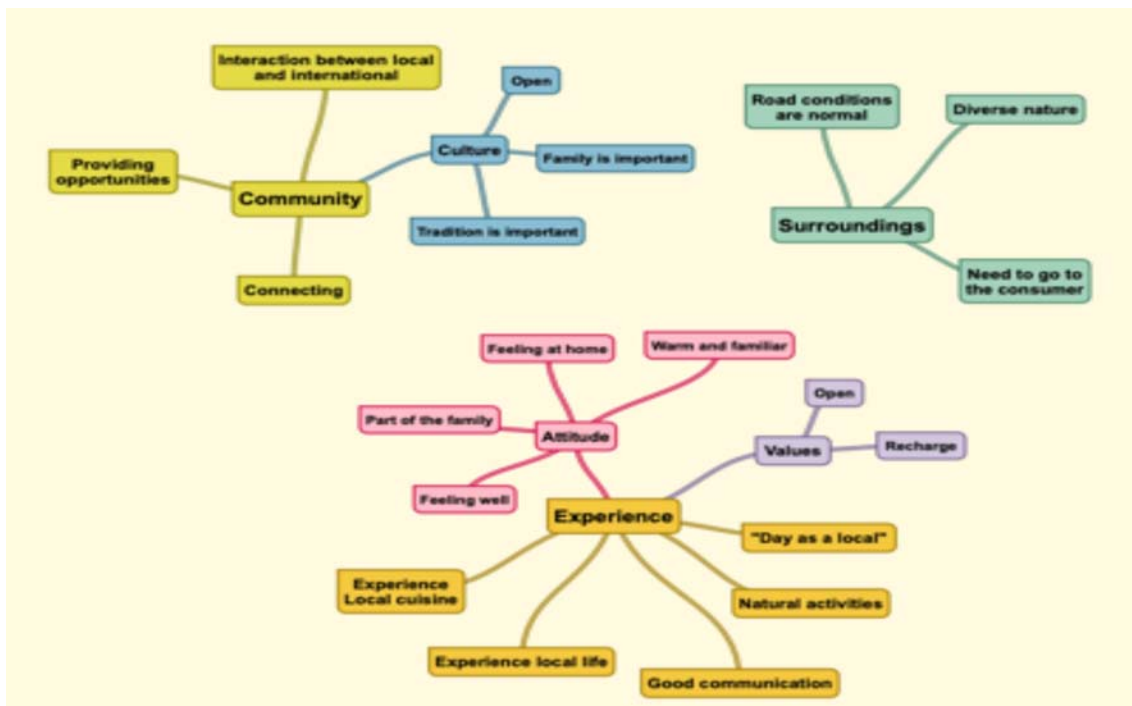 Interaction between local
and international
Open
Culture
Family is important
Providing
opportunities
Community
Tradition is important
Connecting
Road conditions
are normal
Diverse nature
Surroundings
Need to go to
the consumer
Feeling at home
Warm and familiar
Part of the family
Attitude
Feeling well
Open
Values
Recharge
Experience
"Day as a local"
Experience
Local cuisine
Natural activities
Experience local life
Good communication